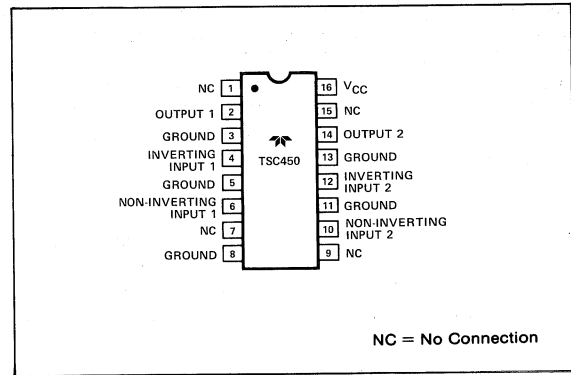 NC 1
OUTPUT 1 2
GROUND 3
INVERTING 4
INPUT 1
GROUND 5
NON-INVERTING 6
INPUT 1
NC 7
GROUND 8
TSC450
16 VCC
15 NC
14 OUTPUT 2
13 GROUND
12 INVERTING
INPUT 2
11 GROUND
10 NON-INVERTING
INPUT 2
9 NC
NC = No Connection